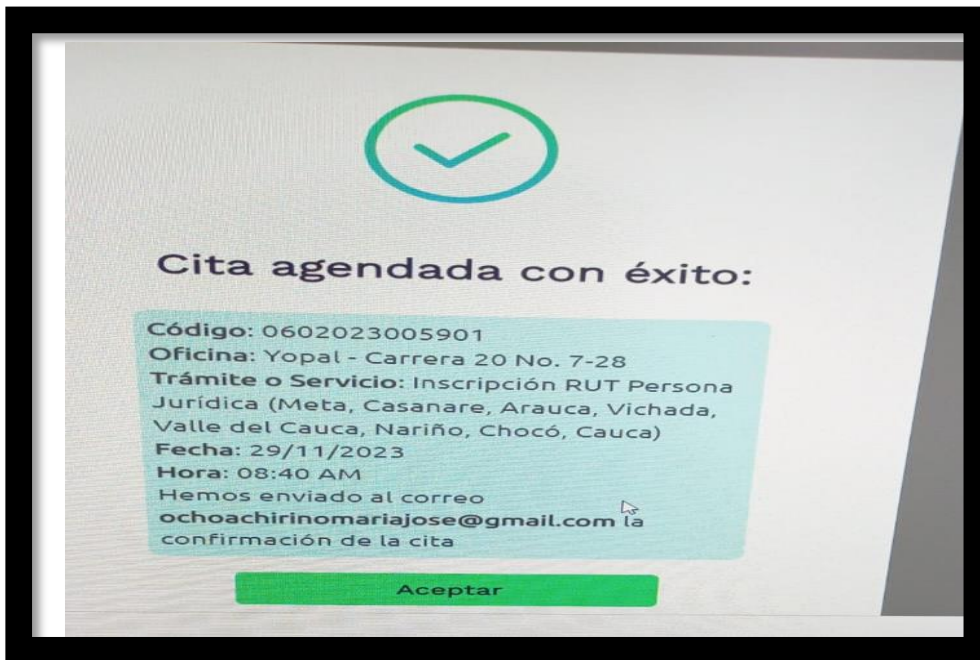 Cita agendada con éxito:
Código: 0602023005901
Oficina: Yopal - Carrera 20 No. 7-28
Trámite o Servicio: Inscripción RUT Persona
Jurídica (Meta, Casanare, Arauca, Vichada,
Valle del Cauca, Nariño, Chocó, Cauca)
Fecha: 29/11/2023
Hora: 08:40 AM
Hemos enviado al correo
ochoachirinomariajose@gmail.com la
confirmación de la cita
Aceptar